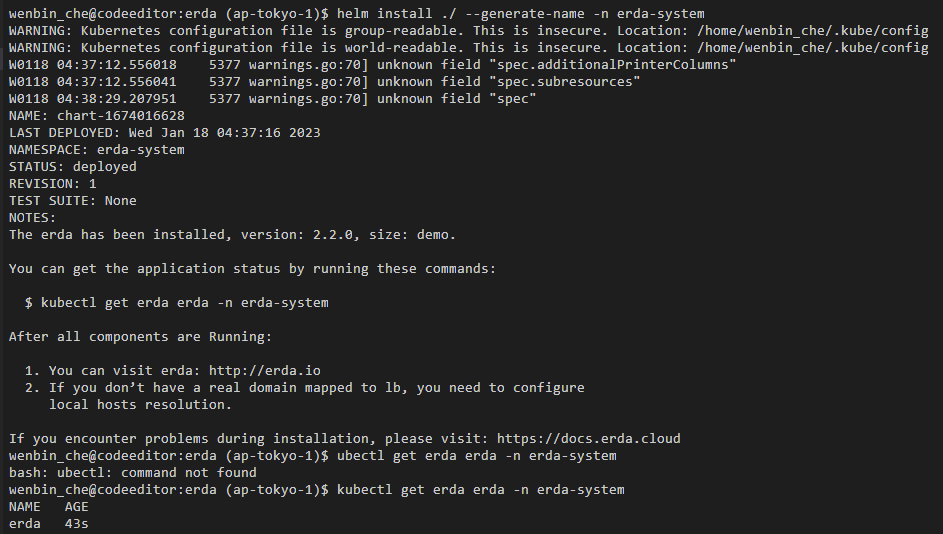 wenbin_che@codeeditor:erda (ap-tokyo-1)$ helm install ./ --generate-name -n erda-system
WARNING: Kubernetes configuration file is group-readable. This is insecure. Location: /home/wenbin_che/.kube/config
WARNING: Kubernetes configuration file is world-readable. This is insecure. Location: /home/wenbin_che/.kube/config
W0118 04:37:12.556018    5377 warnings.go:70] unknown field "spec.additionalPrinterColumns"
W0118 04:37:12.556041    5377 warnings.go:70] unknown field "spec.subresources"
W0118 04:38:29.207951    5377 warnings.go:70] unknown field "spec"
NAME: chart-1674016628
LAST DEPLOYED: Wed Jan 18 04:37:16 2023
NAMESPACE: erda-system
STATUS: deployed
REVISION: 1
TEST SUITE: None
NOTES:
The erda has been installed, version: 2.2.0, size: demo.
You can get the application status by running these commands:
$ kubectl get erda erda -n erda-system
After all components are Running:
1. You can visit erda: http://erda.io
2. If you don’t have a real domain mapped to lb, you need to configure
local hosts resolution.
If you encounter problems during installation, please visit: https://docs.erda.cloud
wenbin_che@codeeditor:erda (ap-tokyo-1)$ ubectl get erda erda -n erda-system
bash: ubectl: command not found
wenbin_che@codeeditor:erda (ap-tokyo-1)$ kubectl get erda erda -n erda-system
NAME   AGE
erda   43s